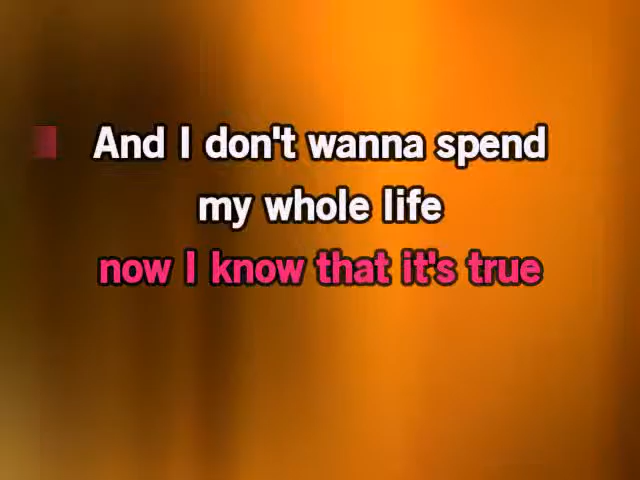 And I don't wanna spend
my whole life
now I know that it's true